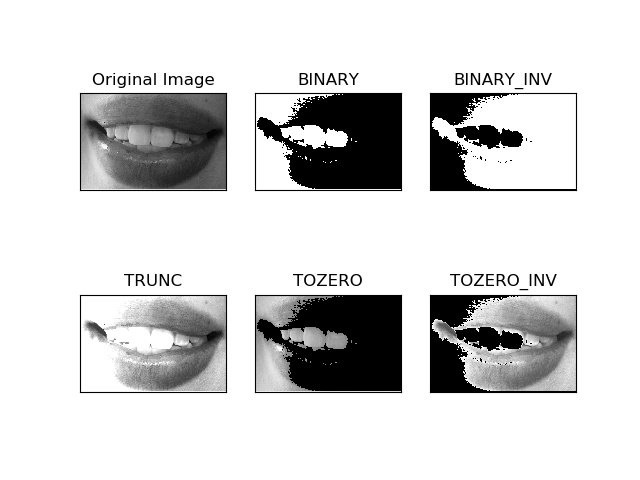 Original Image
BINARY
BINARY_INV
TRUNC
TOZERO
TOZERO_INV